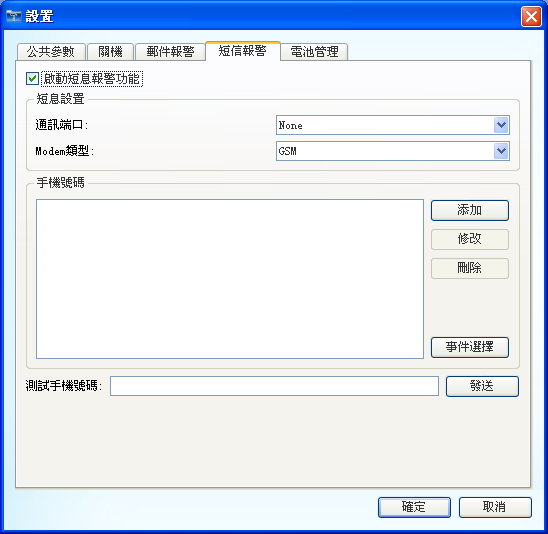 設置
公共參數 關機 郵件報警 短信報警 電池管理
啟動短息報警功能
短息設置
通訊端口: None
Modem類型: GSM
手機號碼
添加
修改
刪除
事件選擇
測試手機號碼: 發送
確定 取消